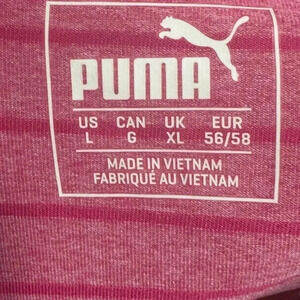 PUMA
US CAN UK EUR
L G XL 56/58
MADE IN VIETNAM
FABRIQUÉ AU VIETNAM